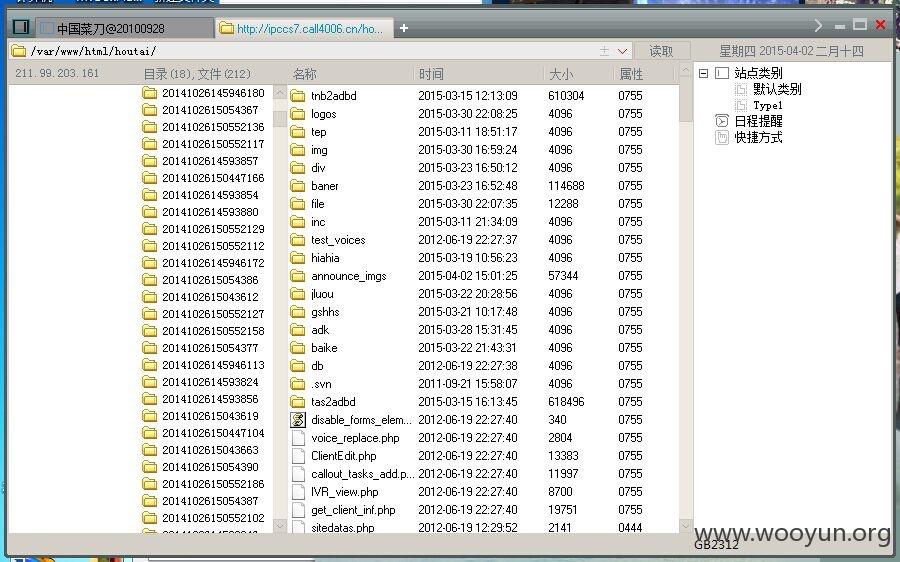 中国菜刀@20100928
http://ipccs7.call4006.cn/ho...
/var/www/html/houtai/
读取
星期四 2015-04-02 二月十四
211.99.203.161
目录(18),文件(212)
名称 时间 大小 属性
20141026145946180
2014102615054367
20141026150552136
20141026150552117
2014102614593857
20141026150447166
2014102614593854
2014102614593880
20141026150552129
20141026150552112
20141026145946172
2014102615054386
2014102615043612
20141026150552127
20141026150552158
2014102615054377
20141026145946113
2014102614593824
2014102614593856
2014102615043619
20141026150447104
2014102615043663
2014102615054390
20141026150552186
2014102615054387
20141026150552102
tnb2adbd 2015-03-15 12:13:09 610304 0755
logos 2015-03-30 22:08:25 4096 0755
tep 2015-03-11 18:51:17 4096 0755
img 2015-03-30 16:59:24 4096 0755
div 2015-03-23 16:50:12 4096 0755
baner 2015-03-23 16:52:48 114688 0755
file 2015-03-30 22:07:35 12288 0755
inc 2015-03-11 21:34:09 4096 0755
test_voices 2012-06-19 22:27:37 4096 0755
hiahia 2015-03-19 10:56:23 4096 0755
announce_imgs 2015-04-02 15:01:25 57344 0755
jluou 2015-03-22 20:28:56 4096 0755
gshhs 2015-03-21 10:17:48 4096 0755
adk 2015-03-28 15:31:45 4096 0755
baike 2015-03-22 21:43:31 4096 0755
db 2012-06-19 22:27:38 4096 0755
.svn 2011-09-21 15:58:07 4096 0755
tas2adbd 2015-03-15 16:13:45 618496 0755
disable_forms_elem... 2012-06-19 22:27:40 340 0755
voice_replace.php 2012-06-19 22:27:40 2804 0755
ClientEdit.php 2012-06-19 22:27:40 13383 0755
callout_tasks_add.p... 2012-06-19 22:27:40 11997 0755
IVR_view.php 2012-06-19 22:27:40 8700 0755
get_client_inf.php 2012-06-19 22:27:40 19751 0755
sitedatas.php 2012-06-19 12:29:52 2141 0444
站点类别
默认类别
Type1
日程提醒
快捷方式
www.wooyun.org
GB2312